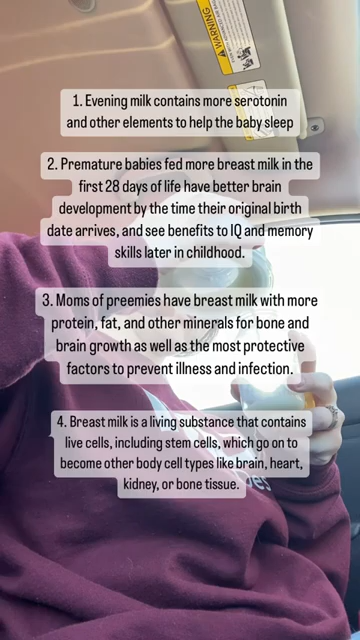 WARNING
1. Evening milk contains more serotonin
and other elements to help the baby sleep
2. Premature babies fed more breast milk in the
first 28 days of life have better brain
development by the time their original birth
date arrives, and see benefits to IQ and memory
skills later in childhood.
3. Moms of preemies have breast milk with more
protein, fat, and other minerals for bone and
brain growth as well as the most protective
factors to prevent illness and infection.
4. Breast milk is a living substance that contains
live cells, including stem cells, which go on to
become other body cell types like brain, heart,
kidney, or bone tissue.